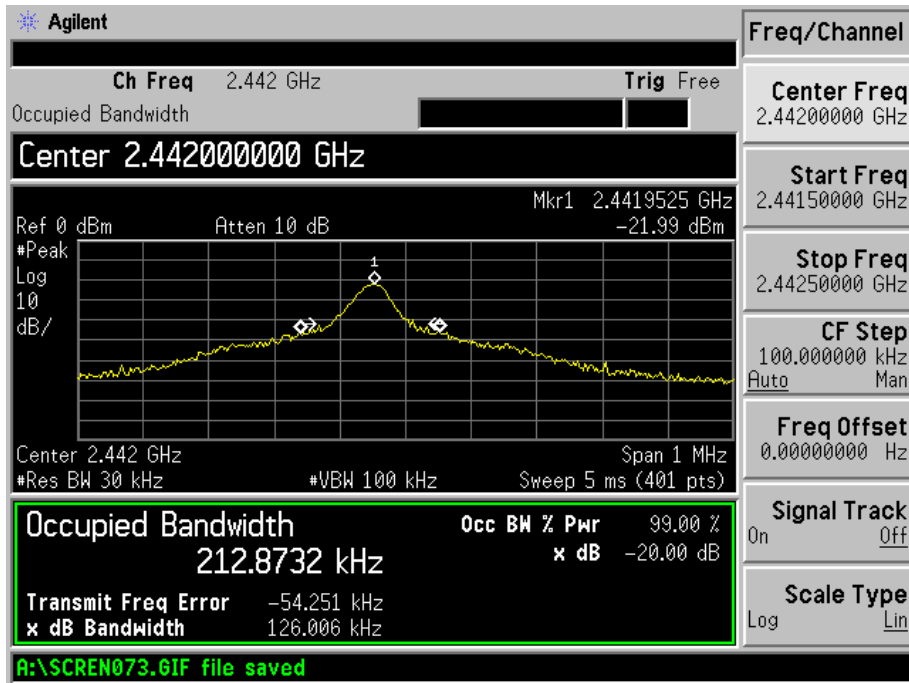 Agilent
Ch Freq 2.442 GHz Trig Free
Occupied Bandwidth
Center 2.442000000 GHz
Mkr1 2.4419525 GHz
Ref 0 dBm Atten 10 dB -21.99 dBm
#Peak
Log
10
dB/
1
Center 2.442 GHz Span 1 MHz
#Res BW 30 kHz #VBW 100 kHz Sweep 5 ms (401 pts)
Occupied Bandwidth Occ BW % Pwr 99.00 %
212.8732 kHz x dB -20.00 dB
Transmit Freq Error -54.251 kHz
x dB Bandwidth 126.006 kHz
A:\SCREN073.GIF file saved
Freq/Channel
Center Freq
2.44200000 GHz
Start Freq
2.44150000 GHz
Stop Freq
2.44250000 GHz
CF Step
100.000000 kHz
Auto Man
Freq Offset
0.00000000 Hz
Signal Track
On Off
Scale Type
Log Lin